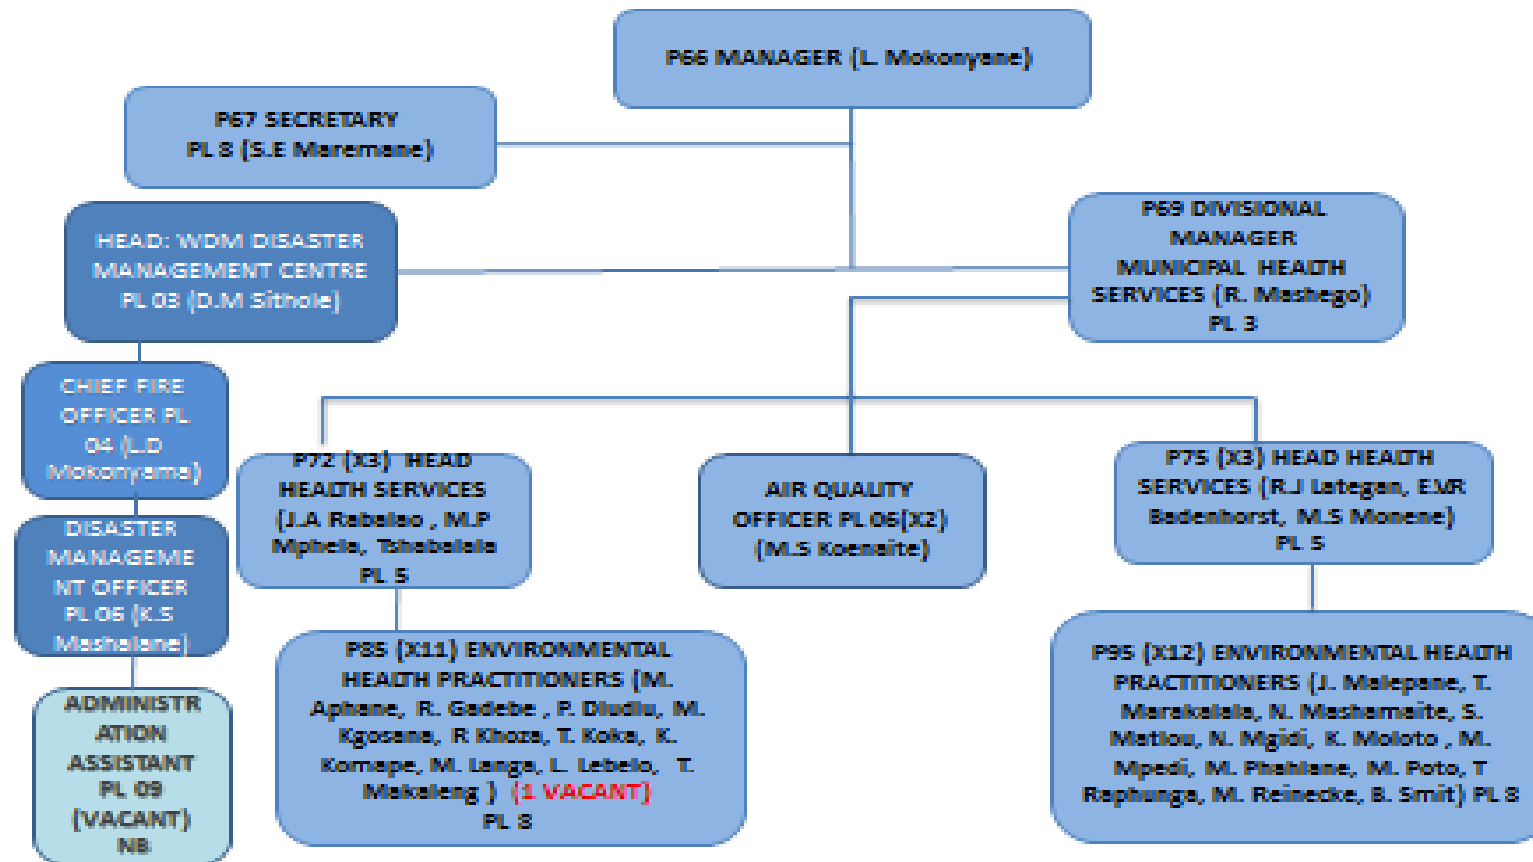 P66 MANAGER (L. Mokonyane)
P67 SECRETARY
PL 8 (S.E Maremane)
HEAD: WDM DISASTER
MANAGEMENT CENTRE
PL 03 (D.M Sithole)
P69 DIVISIONAL
MANAGER
MUNICIPAL HEALTH
SERVICES (R. Mashego)
PL 3
CHIEF FIRE
OFFICER PL
04 (L.D
Mokonyama)
P72 (X3) HEAD
HEALTH SERVICES
(J.A Rabalao , M.P
Mphela, Tshabalala
PL 5
AIR QUALITY
OFFICER PL 06(X2)
(M.S Koenaite)
P75 (X3) HEAD HEALTH
SERVICES (R.J Lategan, E.VR
Badenhorst, M.S Monene)
PL 5
DISASTER
MANAGEME
NT OFFICER
PL 06 (K.S
Mashalane)
P85 (X11) ENVIRONMENTAL
HEALTH PRACTITIONERS (M.
Aphane, R. Gadebe , P. Dludlu, M.
Kgosana, R Khoza, T. Koka, K.
Komape, M. Langa, L. Lebelo, T.
Makaleng ) (1 VACANT)
PL 8
P95 (X12) ENVIRONMENTAL HEALTH
PRACTITIONERS (J. Malepane, T.
Marakalala, N. Mashamaite, S.
Matlou, N. Mgidi, K. Moloto , M.
Mpedi, M. Phahlane, M. Poto, T
Raphunga, M. Reinecke, B. Smit) PL 8
ADMINISTR
ATION
ASSISTANT
PL 09
(VACANT)
NB